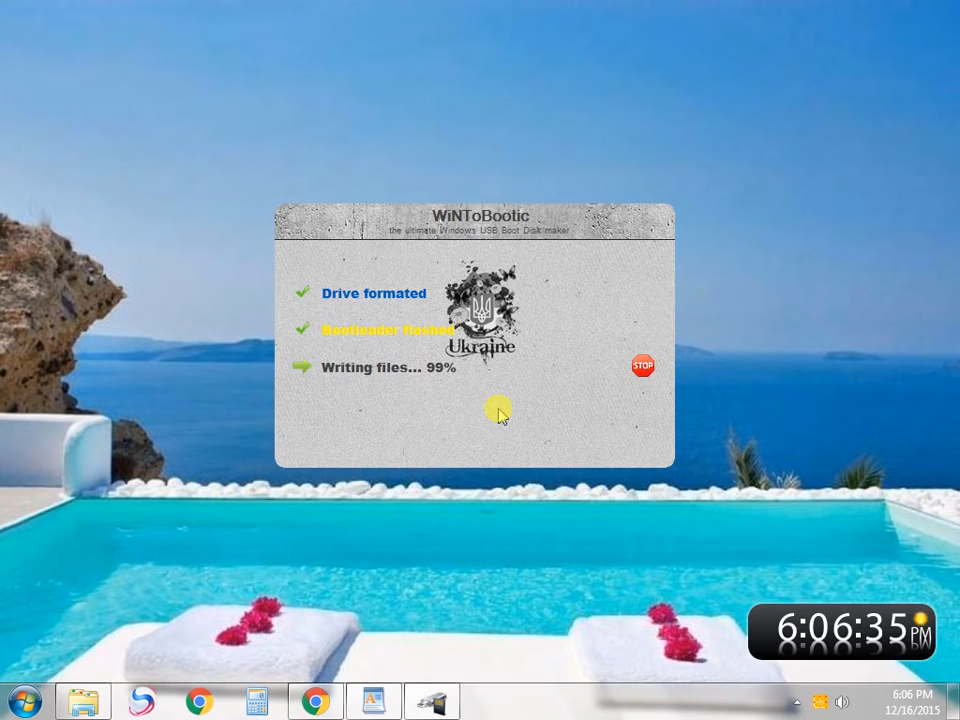 WiNToBootic
the ultimate Windows USB Boot Disk maker
Drive formated
Bootloader flashed
Ukraine
Writing files... 99%
STOP
6:06:35 PM
6:06 PM
12/16/2015